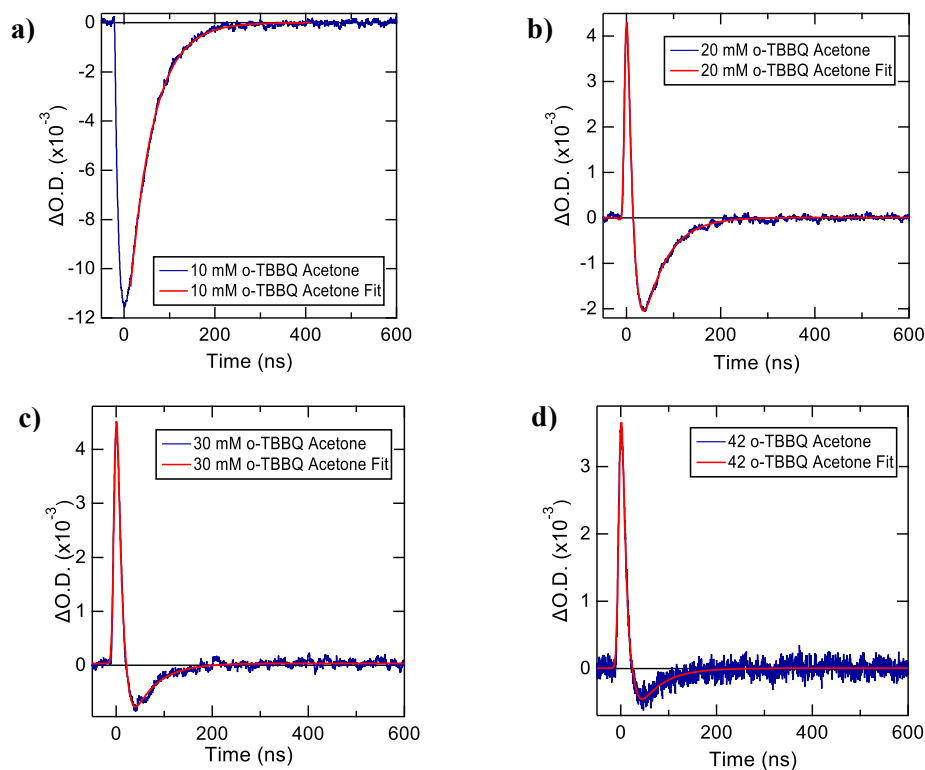 a)
0
-2
-4
-6
-8
-10
-12
ΔO.D. (x10⁻³)
10 mM o-TBBQ Acetone
10 mM o-TBBQ Acetone Fit
0 200 400 600
Time (ns)
b)
4
3
2
1
0
-1
-2
ΔO.D. (x10⁻³)
20 mM o-TBBQ Acetone
20 mM o-TBBQ Acetone Fit
0 200 400 600
Time (ns)
c)
4
3
2
0
ΔO.D. (x10⁻³)
30 mM o-TBBQ Acetone
30 mM o-TBBQ Acetone Fit
0 200 400 600
Time (ns)
d)
3
2
0
ΔO.D. (x10⁻³)
42 o-TBBQ Acetone
42 o-TBBQ Acetone Fit
0 200 400 600
Time (ns)